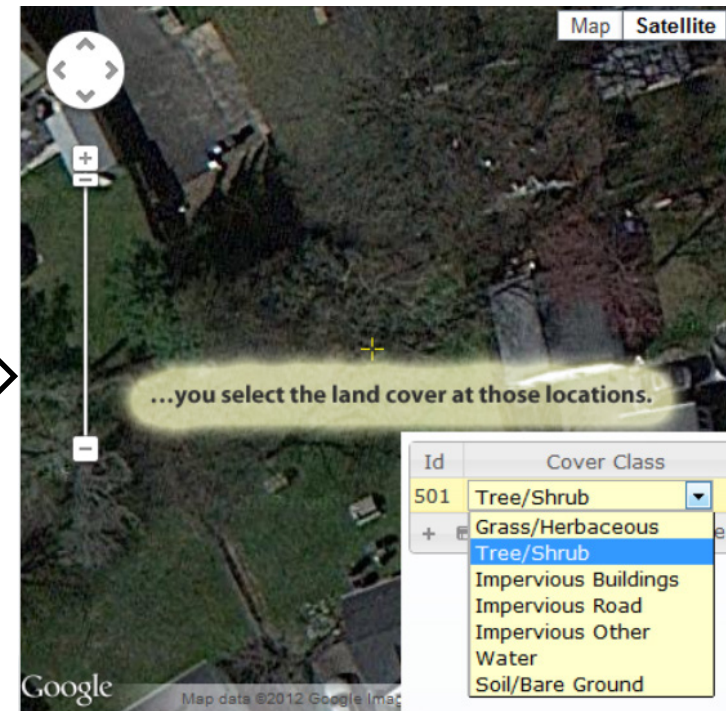 Map Satellite
+
−
…you select the land cover at those locations.
−
Id Cover Class
501 Tree/Shrub
+ e
Grass/Herbaceous
Tree/Shrub
Impervious Buildings
Impervious Road
Impervious Other
Water
Soil/Bare Ground
Google
Map data ©2012 Google Imag